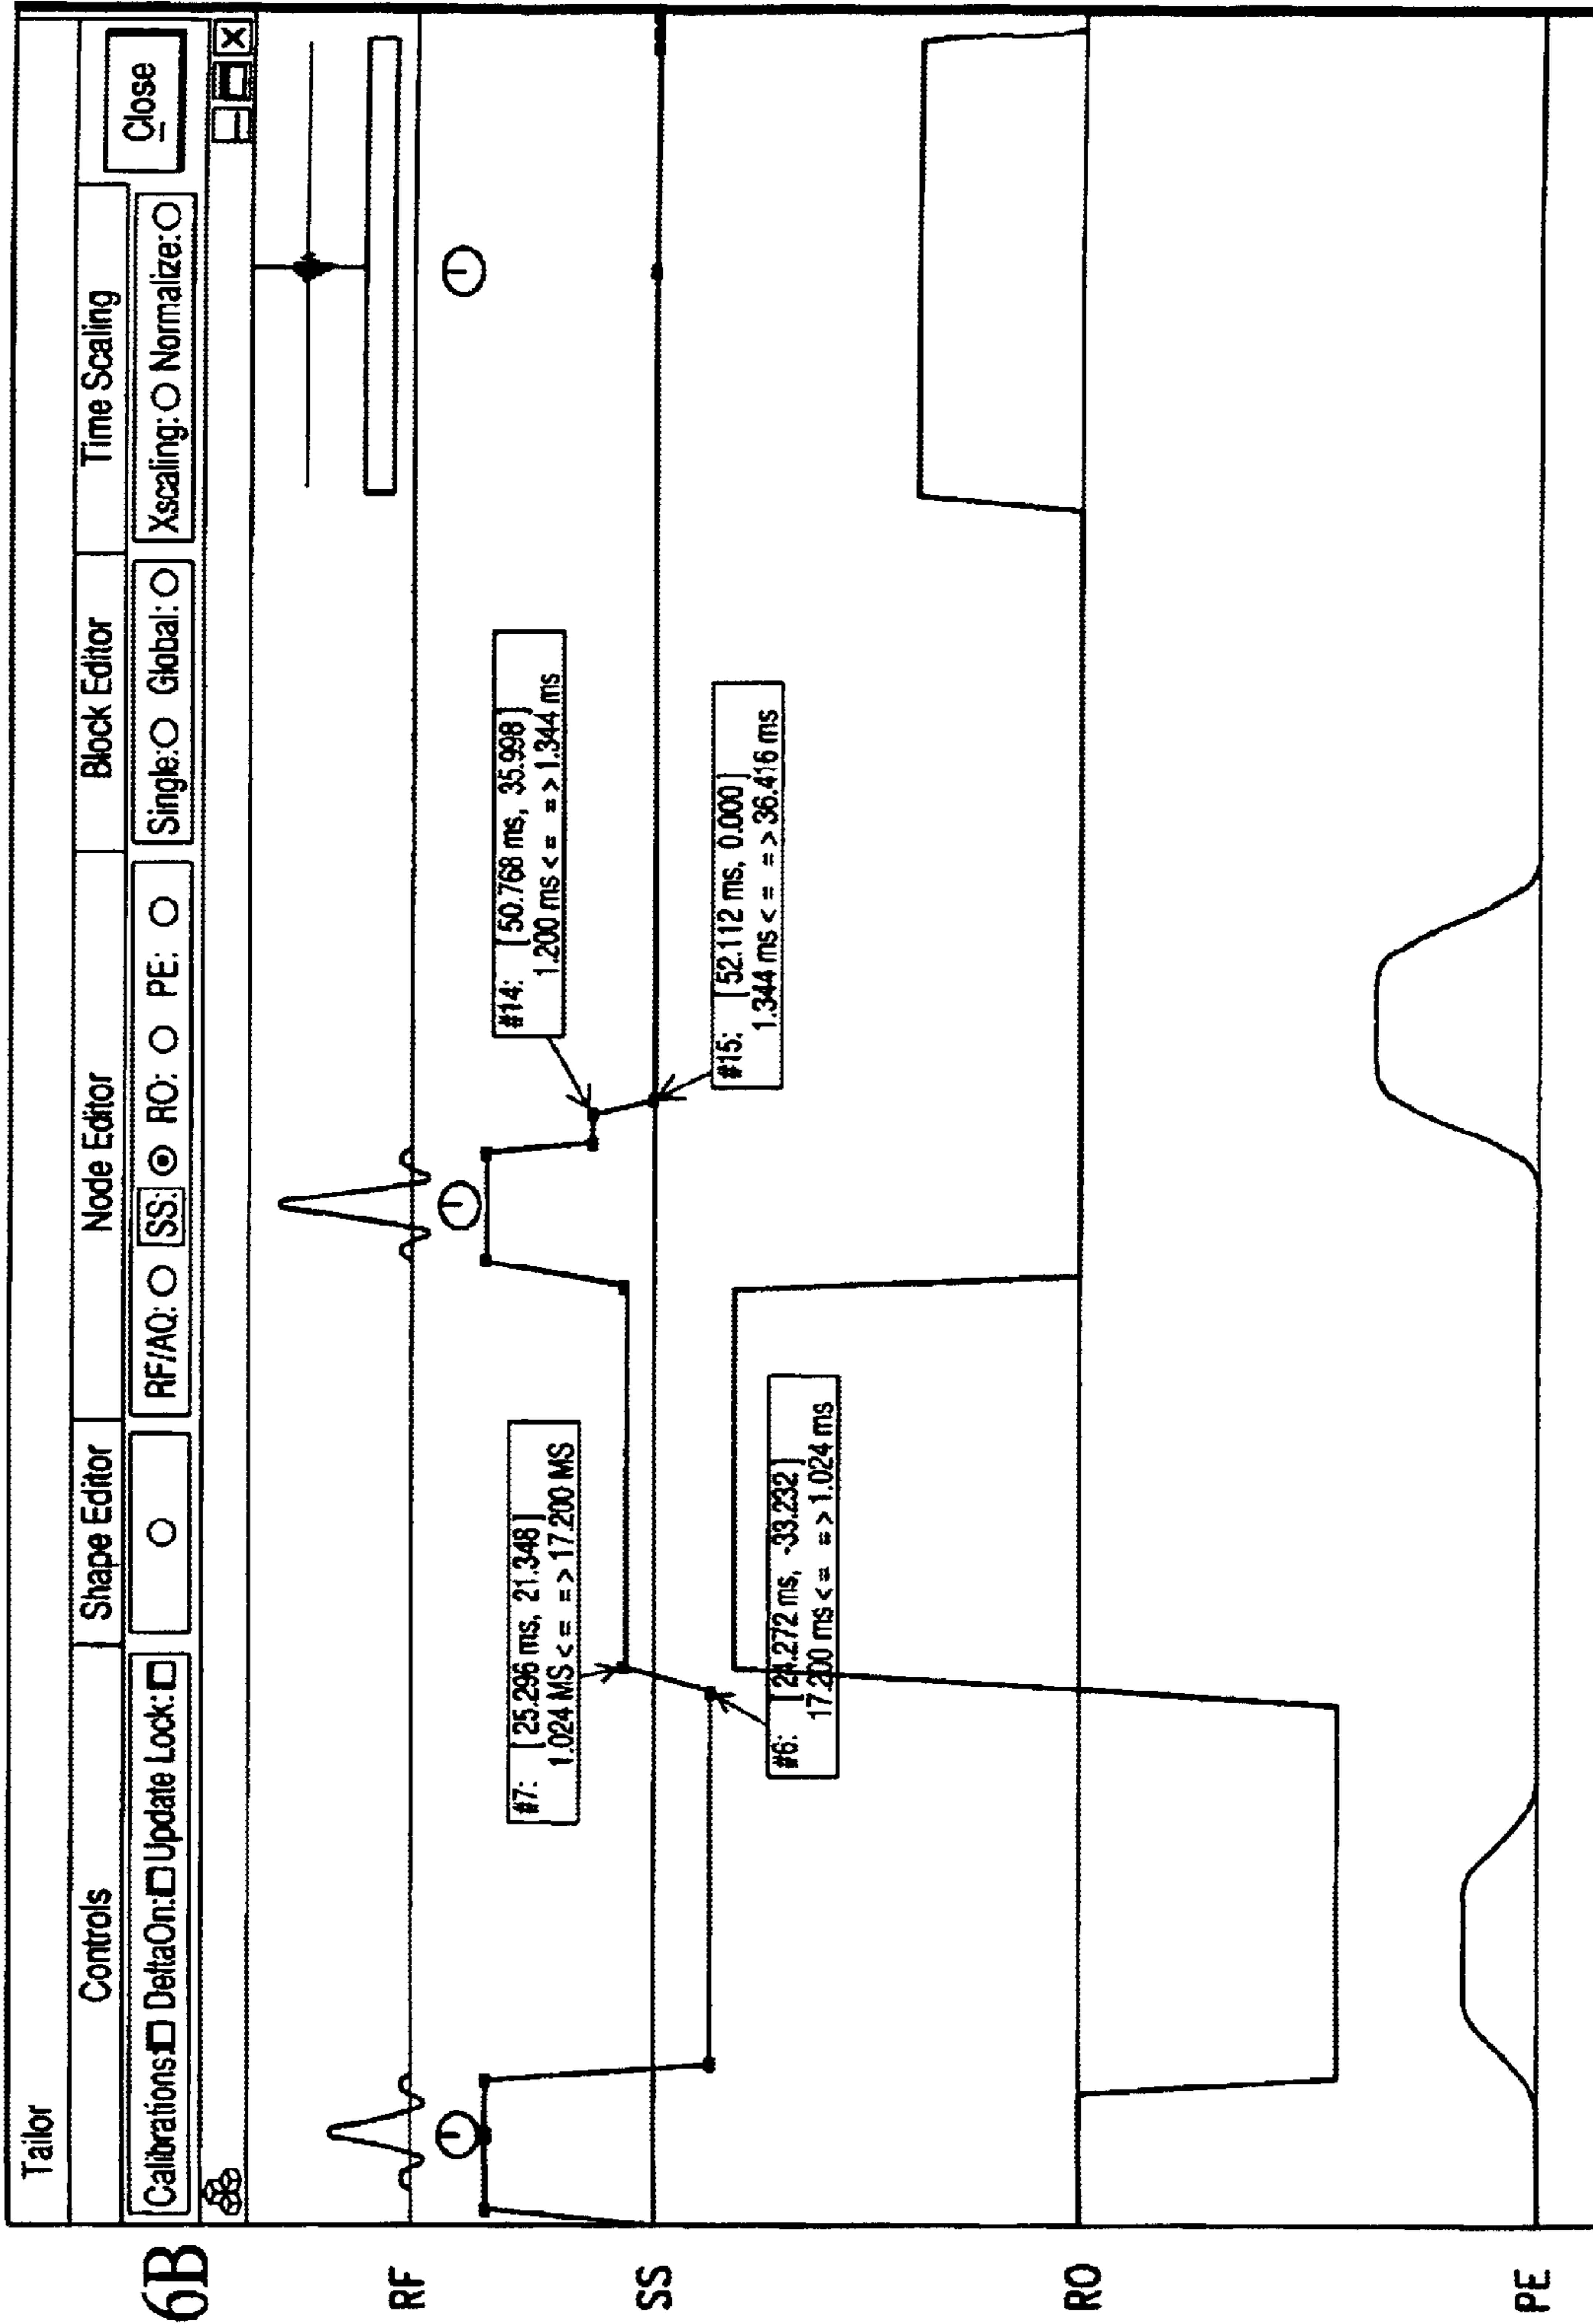 6B
Tailor
Controls
Shape Editor
Node Editor
Block Editor
Time Scaling
Close
Calibrations: DeltaOn: Update Lock:
RF/AQ: SS: RO: PE:
Single: Global:
Xscaling: Normalize:
RF
SS
RO
PE
#7: [25.296 ms, 21.348]
1.024 MS < = = > 17.200 MS
#6: [24.272 ms, -33.232]
17.200 ms < = = > 1.024 ms
#14: [50.768 ms, 35.998]
1.200 ms < = = > 1.344 ms
#15: [52.112 ms, 0.000]
1.344 ms < = = > 36.416 ms